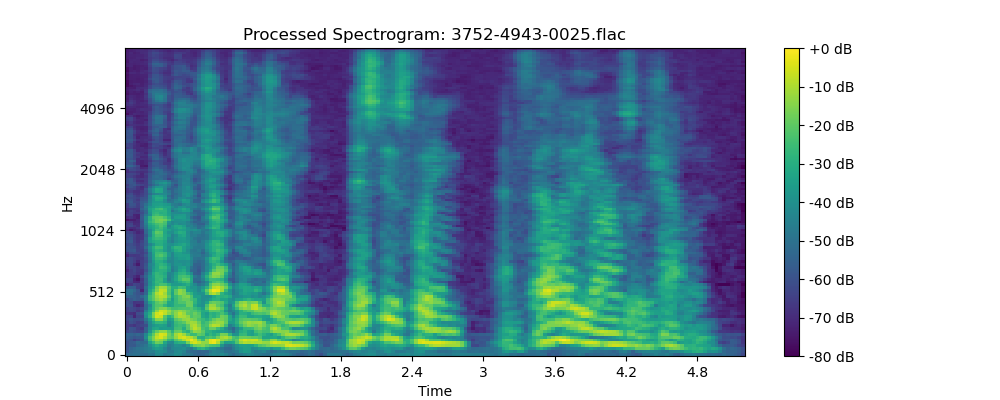 Processed Spectrogram: 3752-4943-0025.flac
Hz
4096
2048
1024
512
0
0 0.6 1.2 1.8 2.4 3 3.6 4.2 4.8
Time
+0 dB
-10 dB
-20 dB
-30 dB
-40 dB
-50 dB
-60 dB
-70 dB
-80 dB